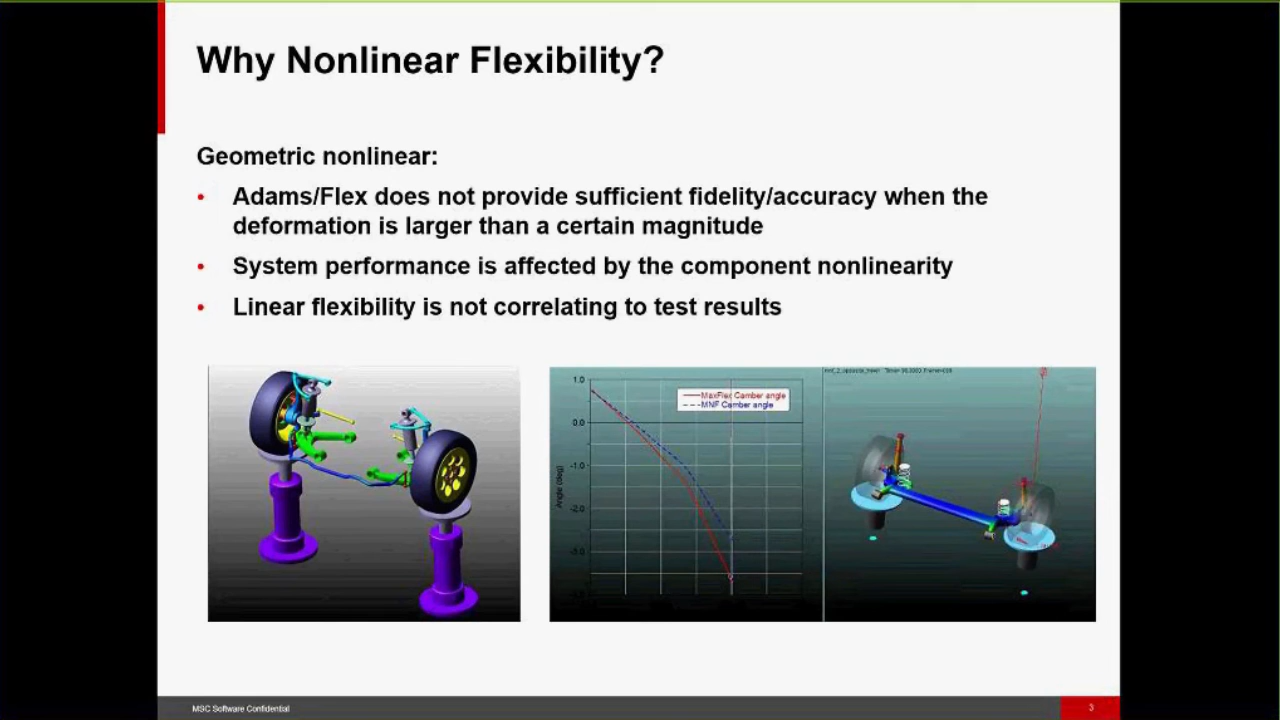 Why Nonlinear Flexibility?
Geometric nonlinear:
• Adams/Flex does not provide sufficient fidelity/accuracy when the
deformation is larger than a certain magnitude
• System performance is affected by the component nonlinearity
• Linear flexibility is not correlating to test results
1.0
MaxFlex Camber angle
MNF Camber angle
0.0
-1.0
Angle (deg)
-2.0
-3.0
MSC Software Confidential
3